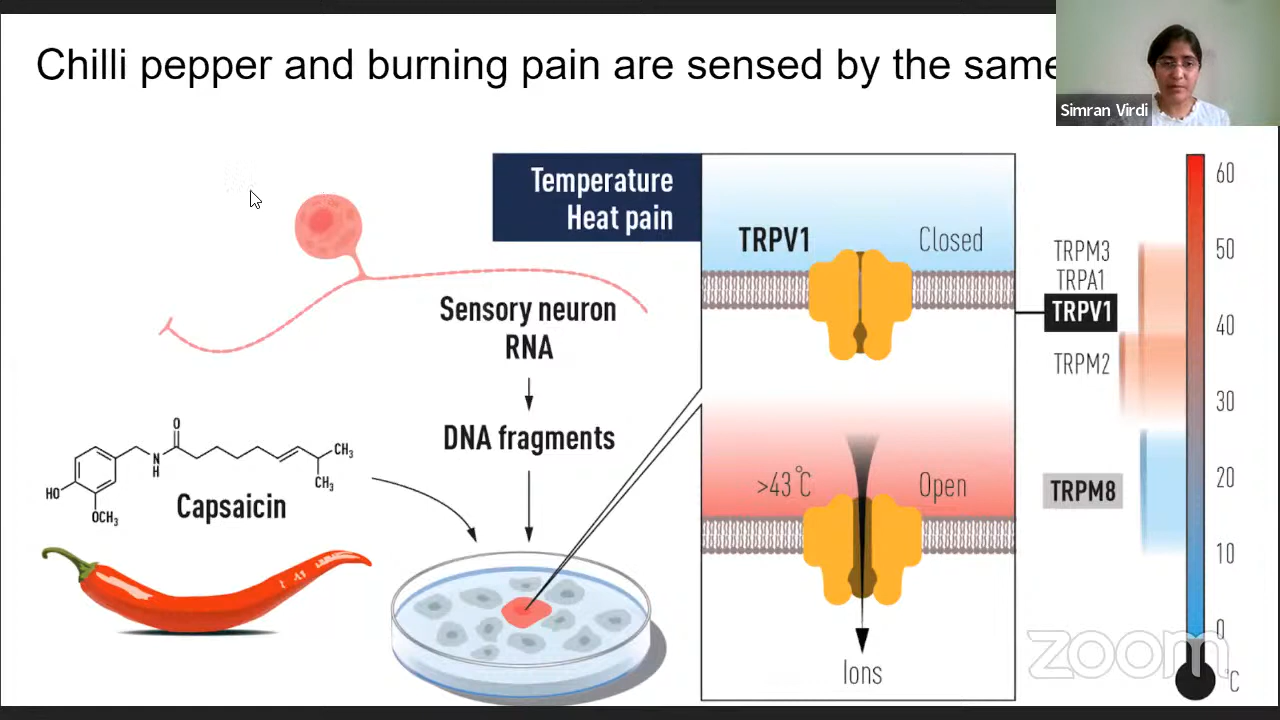 Chilli pepper and burning pain are sensed by the same
Simran Virdi
Temperature
Heat pain
TRPV1
Closed
Sensory neuron
RNA
DNA fragments
O
N
H
HO
OCH3
CH3
CH3
Capsaicin
>43°C
Open
Ions
TRPM3
TRPA1
TRPV1
TRPM2
TRPM8
60
50
40
30
20
10
0
°C
zoom